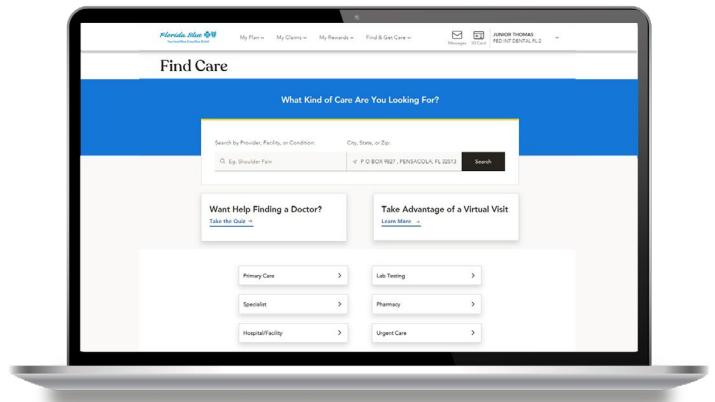 Florida Blue
My Plan
My Claims
My Rewards
Find & Get Care
Messages
ID Card
JUNIOR THOMAS
FED INT DENTAL FL 2
Find Care
What Kind of Care Are You Looking For?
Search by Provider, Facility, or Condition:
City, State, or Zip:
Eg. Shoulder Pain
P O BOX 9827 , PENSACOLA, FL 32513
Search
Want Help Finding a Doctor?
Take the Quiz →
Take Advantage of a Virtual Visit
Learn More →
Primary Care
Lab Testing
Specialist
Pharmacy
Hospital/Facility
Urgent Care